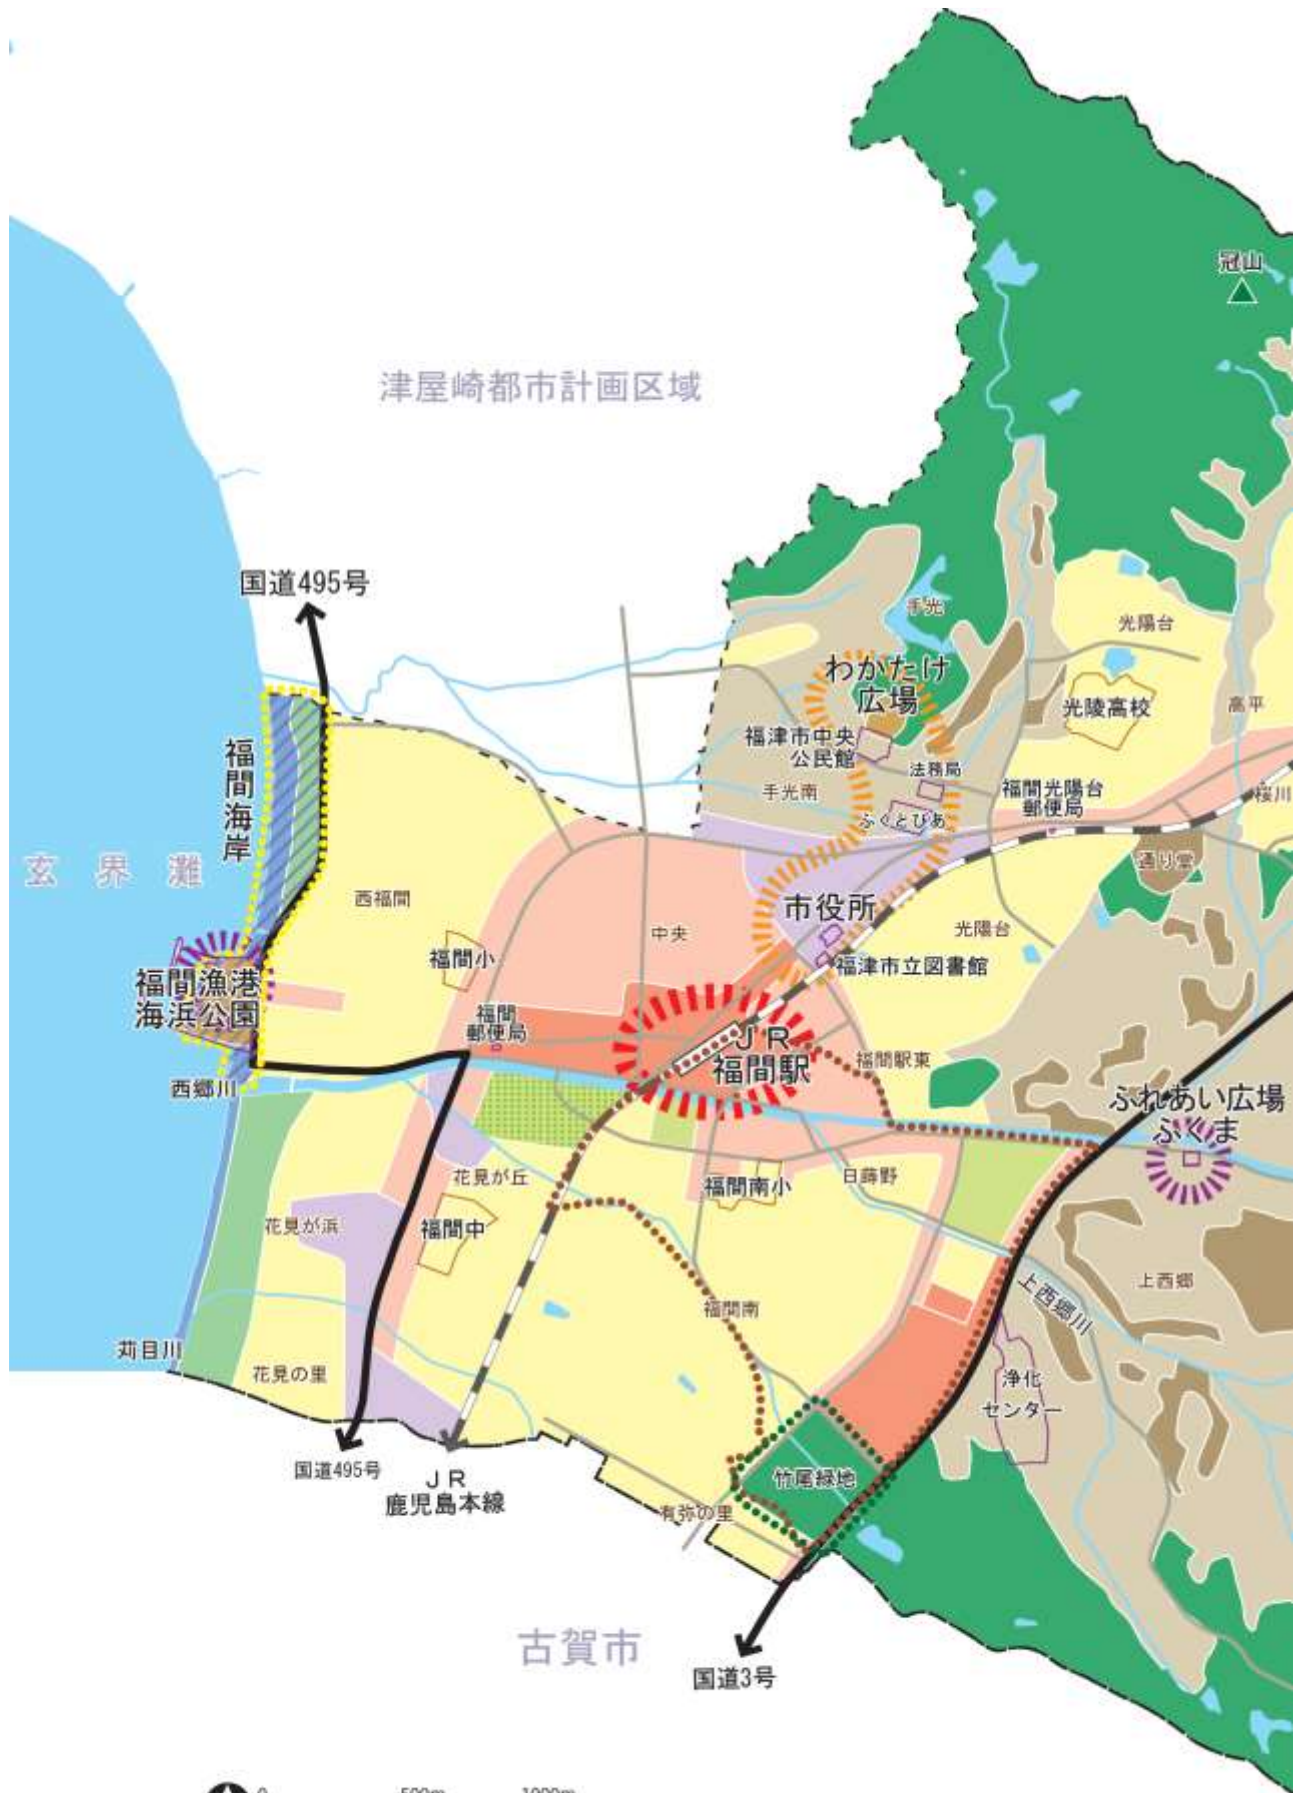 冠山
津屋崎都市計画区域
国道495号
手光
光陽台
わかたけ
広場
光陵高校
高平
福津市中央
公民館
法務局
福間光陽台
郵便局
桜川
手光南
ふくとぴあ
福間海岸
玄界灘
通り堂
西福間
市役所
中央
光陽台
福間小
福津市立図書館
福間漁港
海浜公園
福間
郵便局
JR
福間駅
福間駅東
西郷川
ふれあい広場
ふくま
花見が丘
福間南小
日蒔野
花見が浜
福間中
上西郷
上西郷川
福間南
苅目川
花見の里
浄化
センター
国道495号
JR
鹿児島本線
竹尾緑地
有弥の里
古賀市
国道3号
0 500m 1000m